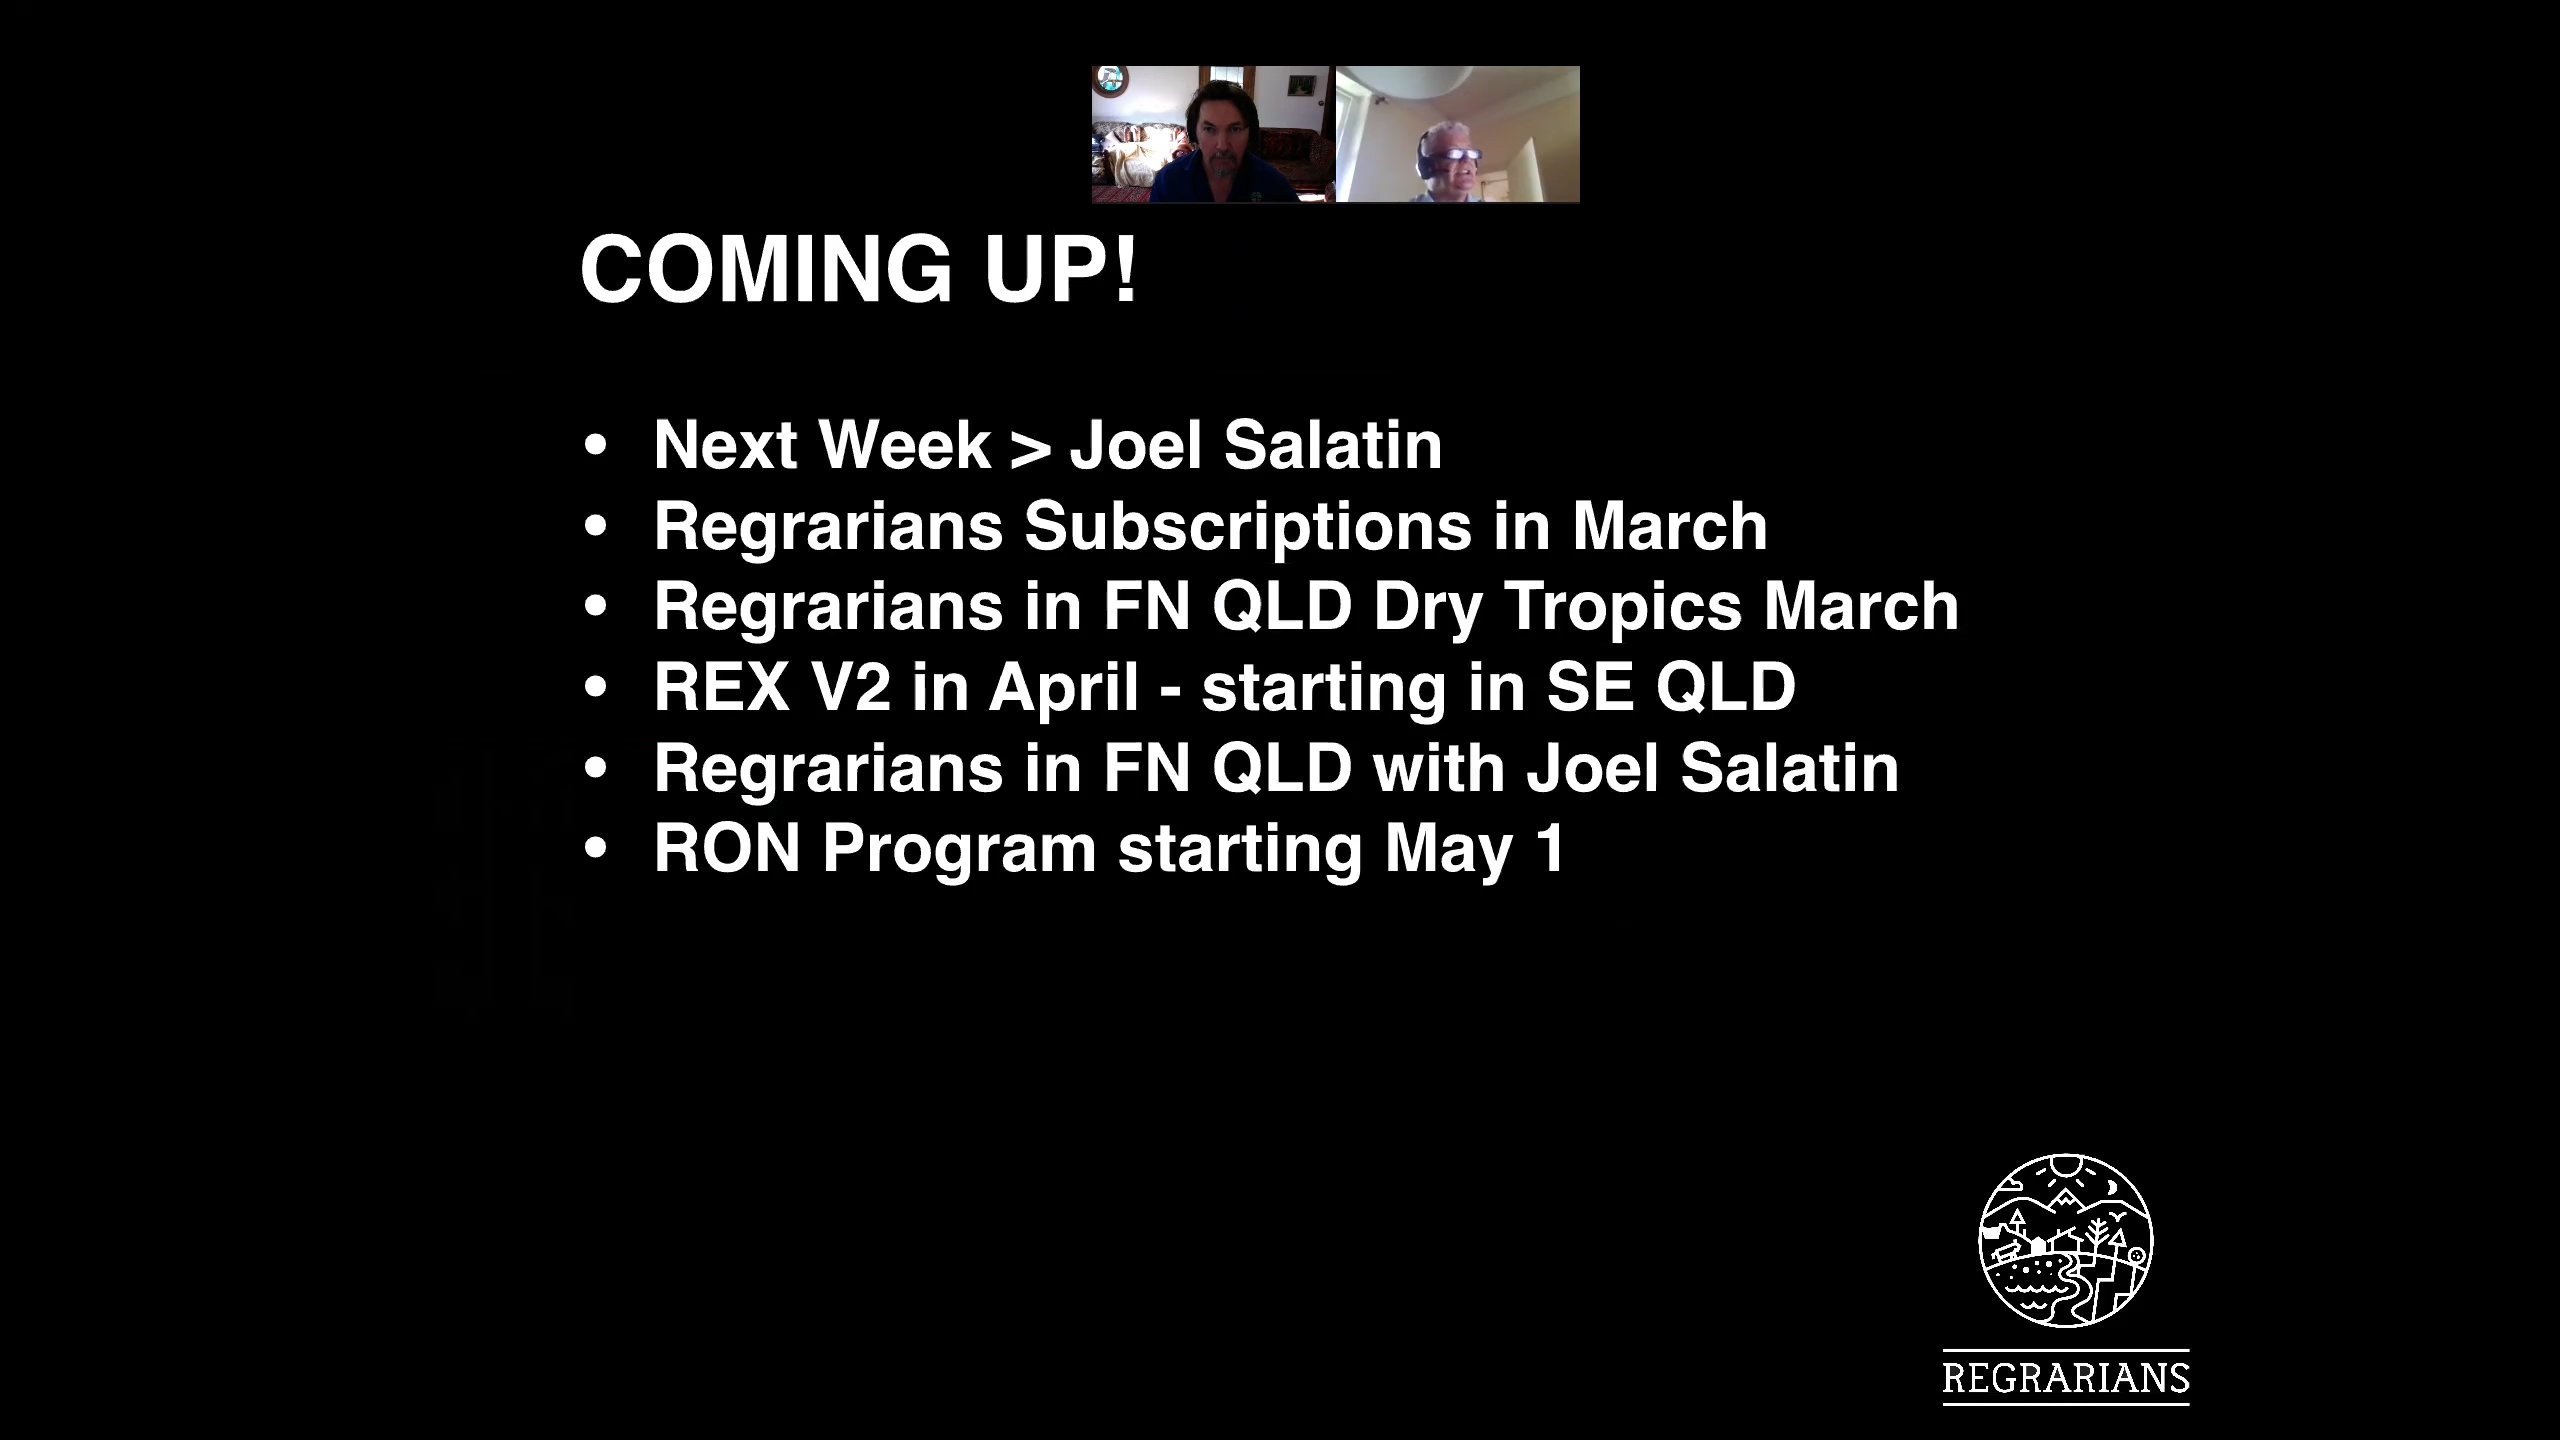 COMING UP!
• Next Week > Joel Salatin
• Regrarians Subscriptions in March
• Regrarians in FN QLD Dry Tropics March
• REX V2 in April - starting in SE QLD
• Regrarians in FN QLD with Joel Salatin
• RON Program starting May 1
REGRARIANS